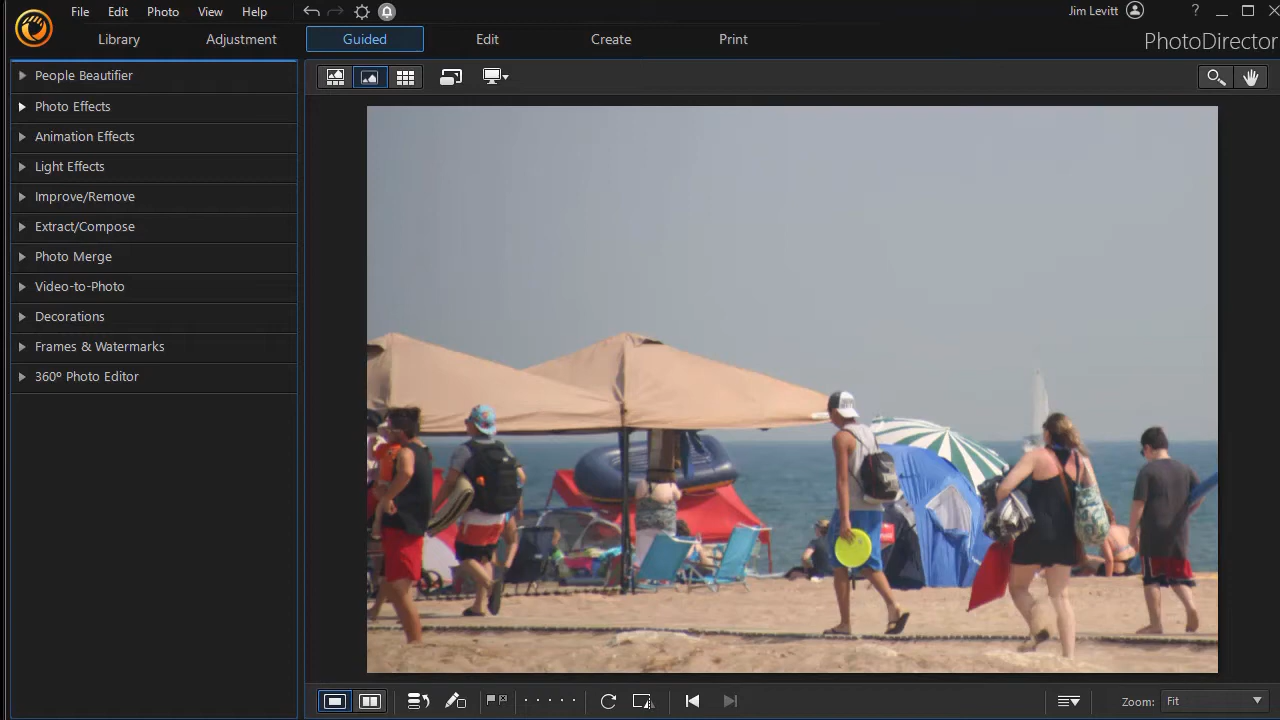 File Edit Photo View Help
Jim Levitt ?
Library Adjustment Guided Edit Create Print
PhotoDirector
People Beautifier
Photo Effects
Animation Effects
Light Effects
Improve/Remove
Extract/Compose
Photo Merge
Video-to-Photo
Decorations
Frames & Watermarks
360º Photo Editor
Zoom: Fit